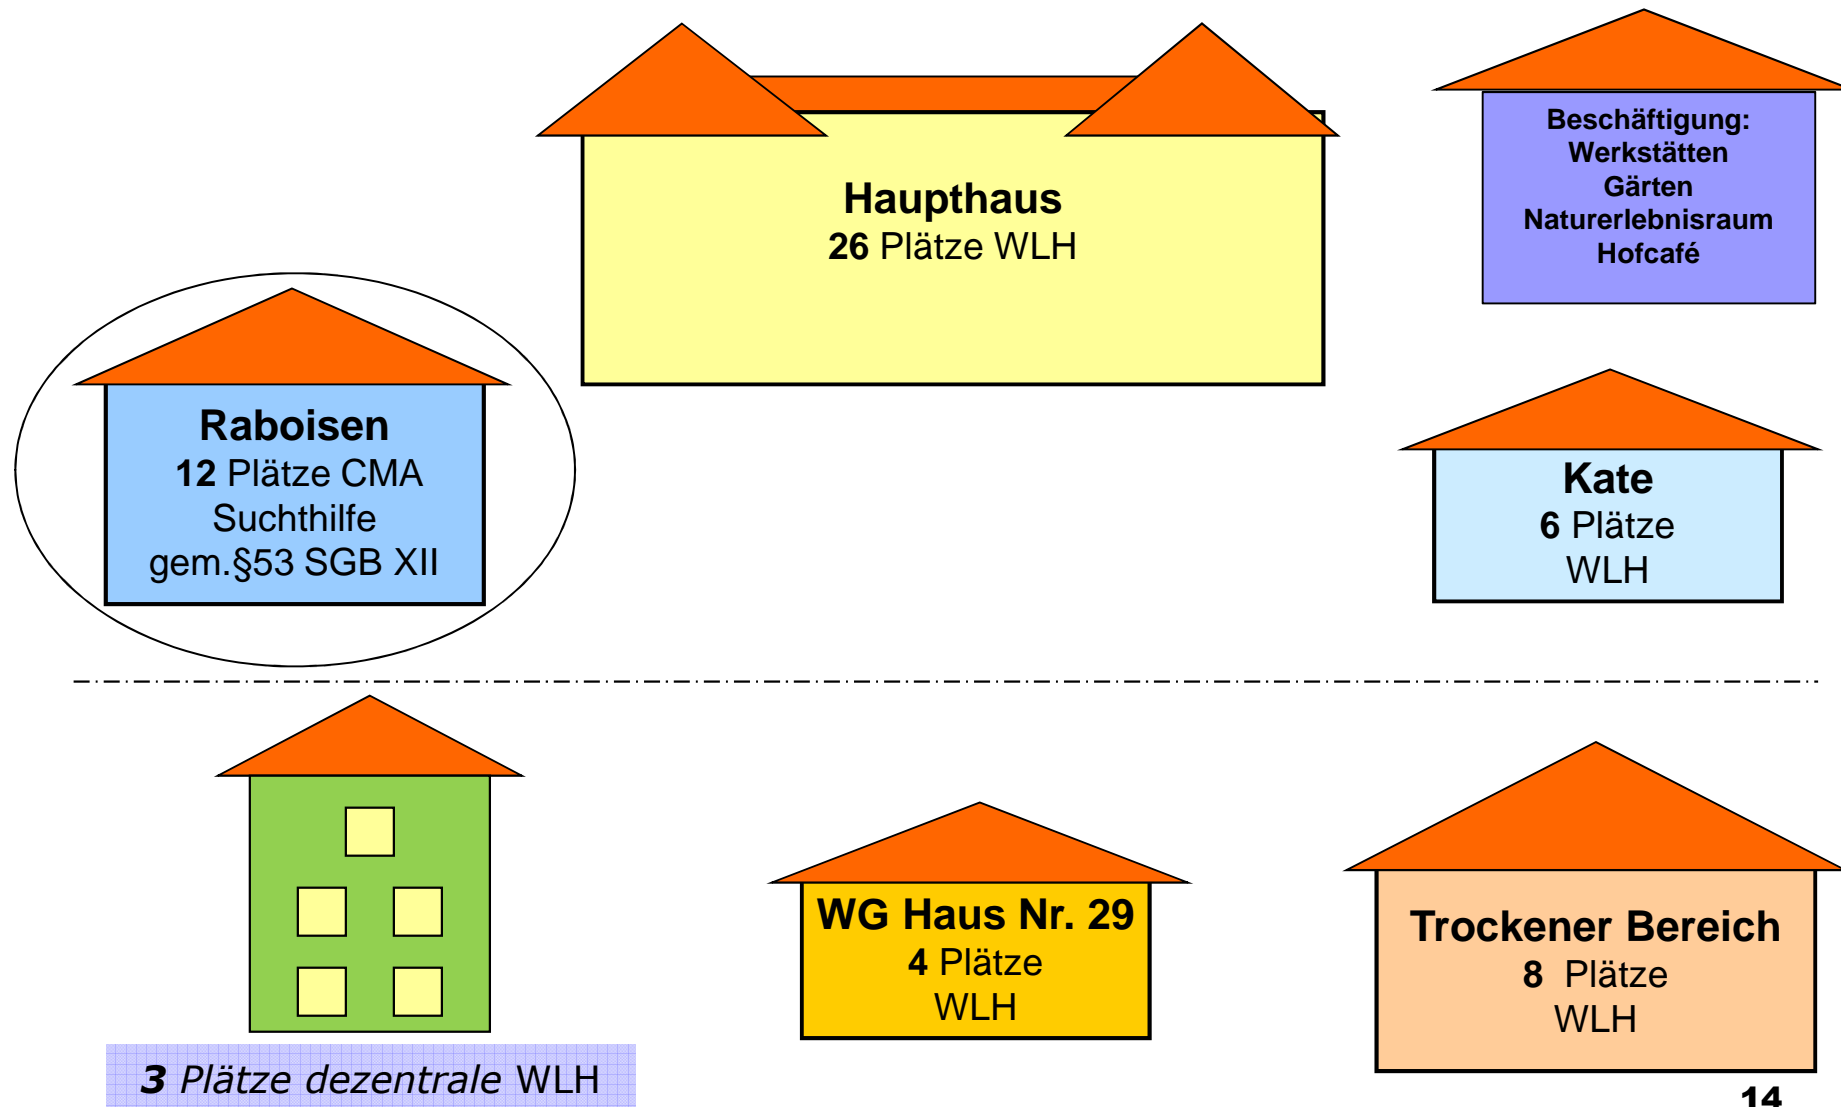 Haupthaus
26 Plätze WLH
Beschäftigung:
Werkstätten
Gärten
Naturerlebnisraum
Hofcafé
Raboisen
12 Plätze CMA
Suchthilfe
gem.§53 SGB XII
Kate
6 Plätze
WLH
3 Plätze dezentrale WLH
WG Haus Nr. 29
4 Plätze
WLH
Trockener Bereich
8 Plätze
WLH
14